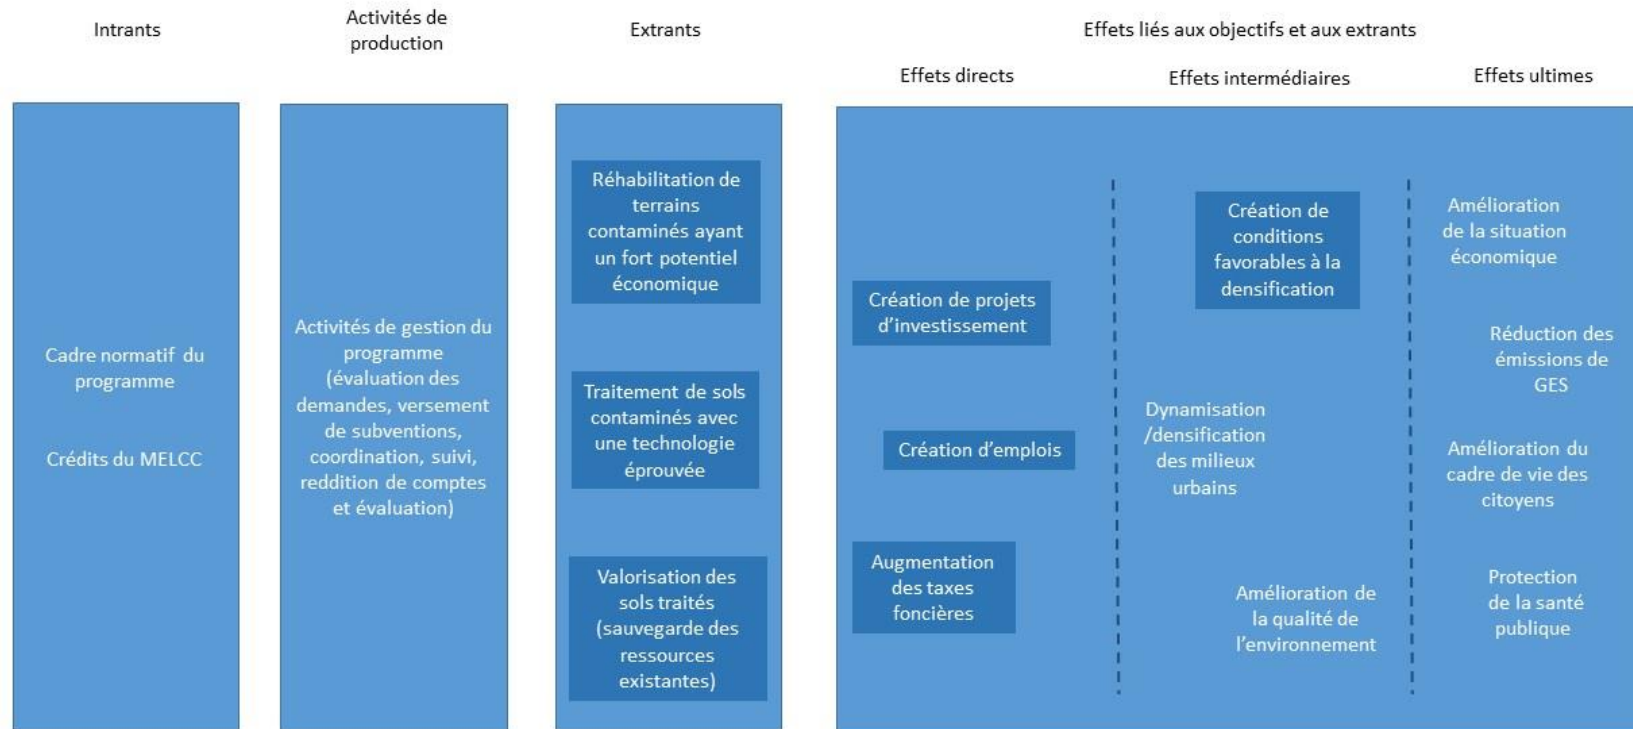 Intrants
Activités de
production
Extrants
Effets liés aux objectifs et aux extrants
Effets directs
Effets intermédiaires
Effets ultimes
Cadre normatif du
programme
Crédits du MELCC
Activités de gestion du
programme
(évaluation des
demandes, versement
de subventions,
coordination, suivi,
reddition de comptes
et évaluation)
Réhabilitation de
terrains
contaminés ayant
un fort potentiel
économique
Traitement de sols
contaminés avec
une technologie
éprouvée
Valorisation des
sols traités
(sauvegarde des
ressources
existantes)
Création de projets
d’investissement
Création d’emplois
Augmentation
des taxes
foncières
Création de
conditions
favorables à la
densification
Dynamisation
/densification
des milieux
urbains
Amélioration de
la qualité de
l’environnement
Amélioration
de la situation
économique
Réduction des
émissions de
GES
Amélioration du
cadre de vie des
citoyens
Protection
de la santé
publique